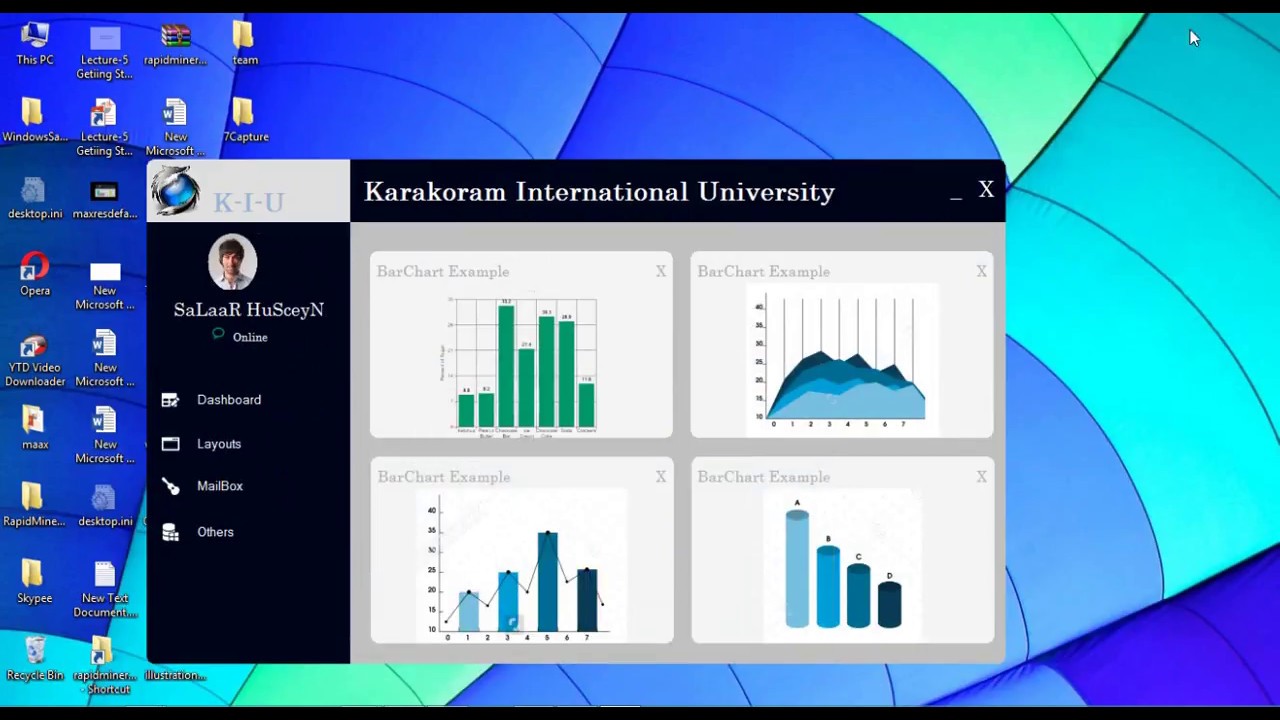 This PC
Lecture-5
Getiing St...
rapidminer...
team
WindowsSa...
Lecture-5
Getiing St...
New
Microsoft ...
7Capture
desktop.ini
maxresdefa...
Opera
New
Microsoft ...
YTD Video
Downloader
New
Microsoft ...
maax
New
Microsoft ...
RapidMine...
desktop.ini
Skypee
New Text
Document....
Recycle Bin
rapidminer...
- Shortcut
illustration...
K-I-U
Karakoram International University
_ X
SaLaaR HuSceyN
Online
Dashboard
Layouts
MailBox
Others
BarChart Example X
BarChart Example X
40
35
30
25
20
15
10
0 1 2 3 4 5 6 7
BarChart Example X
40
35
30
25
20
15
10
0 1 2 3 4 5 6 7
BarChart Example X
A
B
C
D